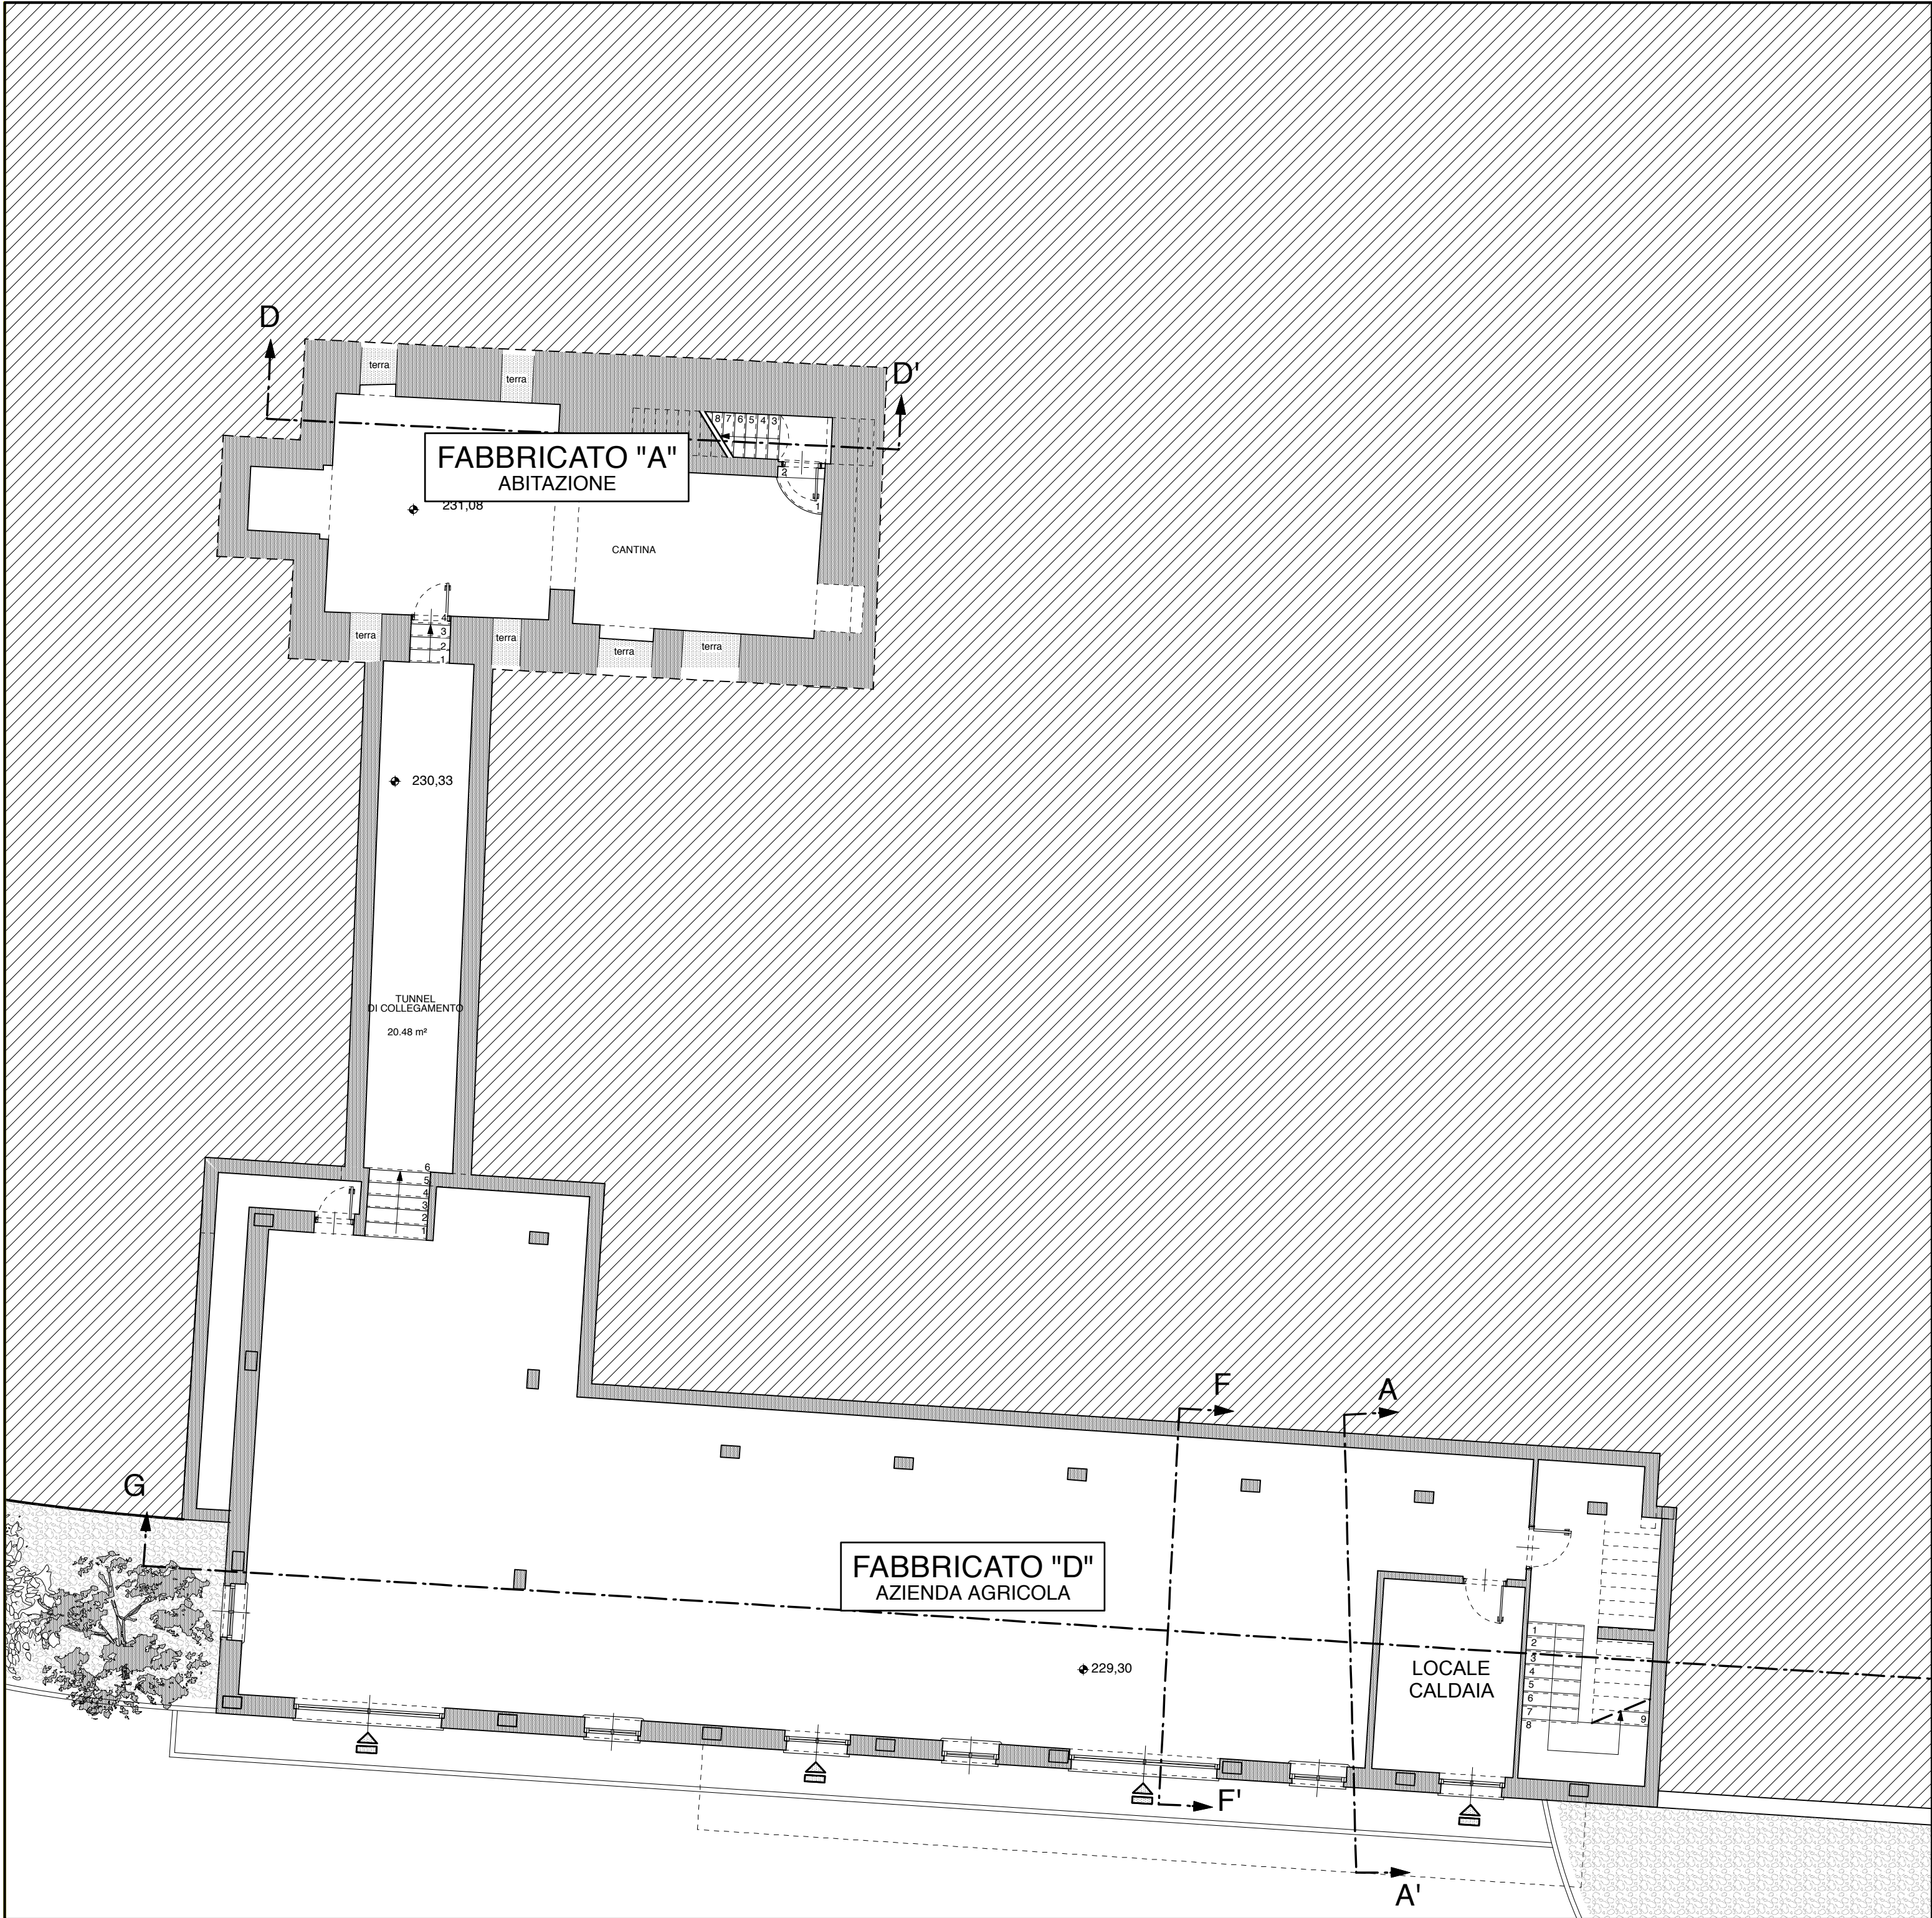 D
D'
terra
terra
8 7 6 5 4 3
2
1
FABBRICATO "A"
ABITAZIONE
231,08
CANTINA
terra
4
3
2
1
terra
terra
terra
230,33
TUNNEL
DI COLLEGAMENTO
20.48 m²
6
5
4
3
2
1
F
A
G
FABBRICATO "D"
AZIENDA AGRICOLA
229,30
LOCALE
CALDAIA
1
2
3
4
5
6
7
8
9
F'
A'